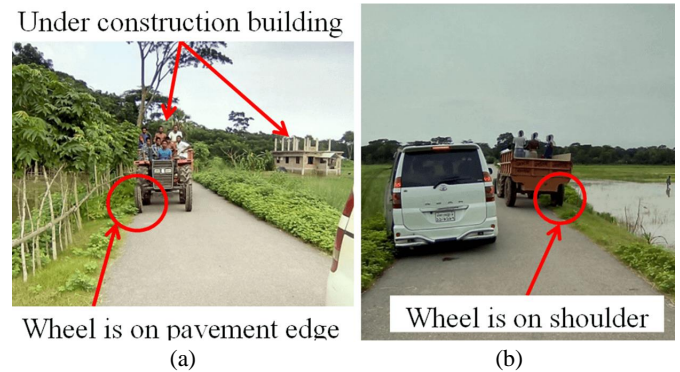 Under construction building
Wheel is on pavement edge
Wheel is on shoulder
(a)
(b)